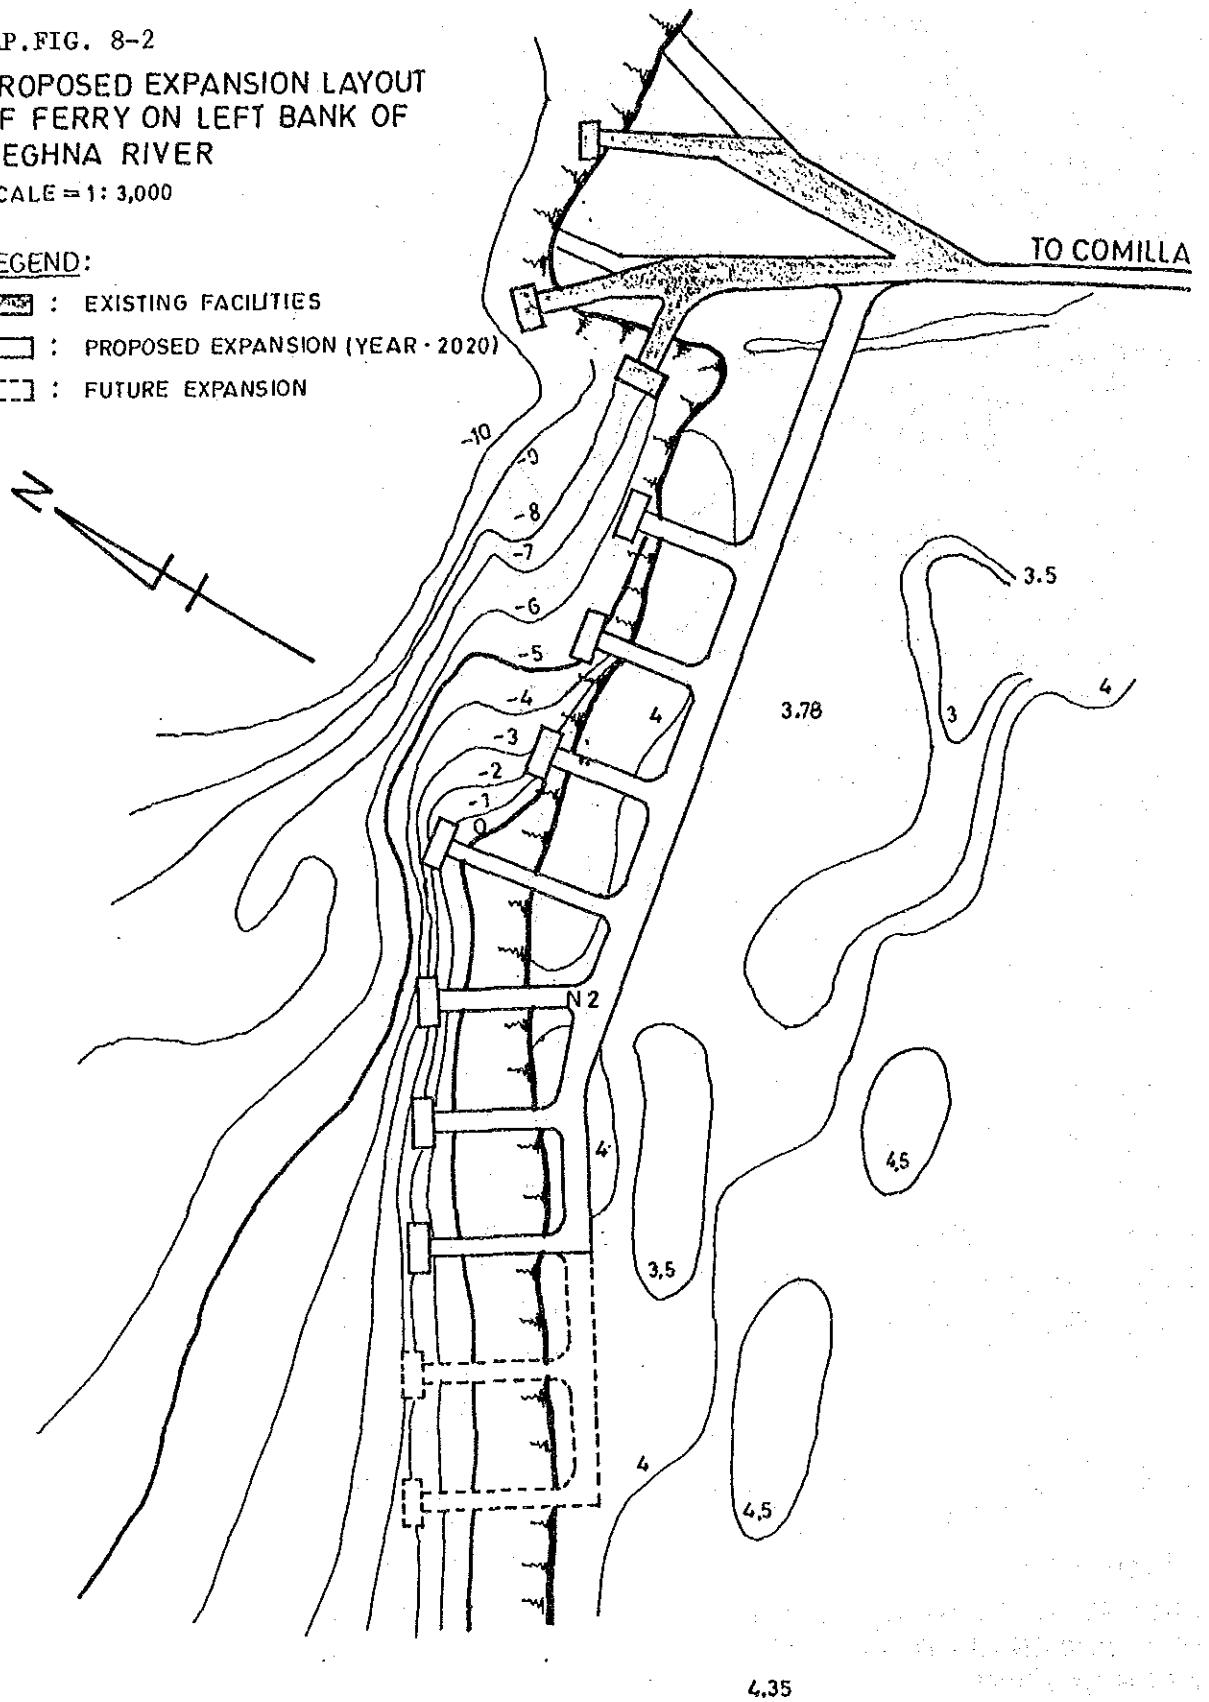 P.FIG. 8-2
ROPOSED EXPANSION LAYOUT
F FERRY ON LEFT BANK OF
EGHNA RIVER
CALE = 1: 3,000
EGEND:
: EXISTING FACILITIES
: PROPOSED EXPANSION (YEAR · 2020)
: FUTURE EXPANSION
TO COMILLA
N
-10
-9
-8
-7
-6
-5
-4
-3
-2
-1
0
3.5
4
3
4
3.78
N 2
4
4,5
3,5
4
4,5
4,35